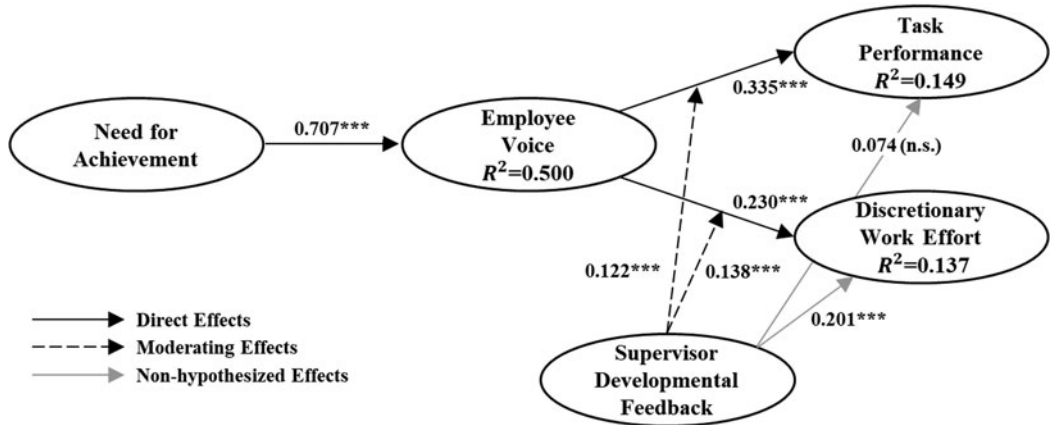 Need for
Achievement
0.707***
Employee
Voice
R²=0.500
0.335***
Task
Performance
R²=0.149
0.074 (n.s.)
0.230***
Discretionary
Work Effort
R²=0.137
0.122***
0.138***
0.201***
Supervisor
Developmental
Feedback
Direct Effects
Moderating Effects
Non-hypothesized Effects